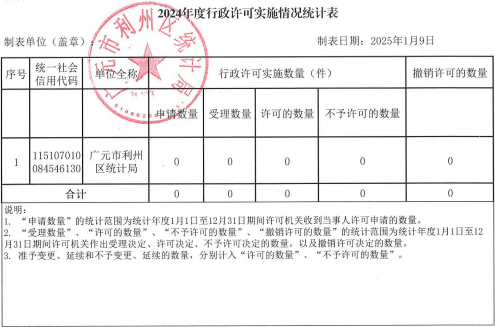 2024年度行政许可实施情况统计表
制表单位（盖章）：
制表日期：2025年1月9日
序号 统一社会信用代码 单位全称 行政许可实施数量（件） 撤销许可的数量
申请数量 受理数量 许可的数量 不予许可的数量
1 115107010084546130 广元市利州区统计局 0 0 0 0 0
合计 0 0 0 0 0
说明：
1. “申请数量”的统计范围为统计年度1月1日至12月31日期间许可机关收到当事人许可申请的数量。
2. “受理数量”、“许可的数量”、“不予许可的数量”、“撤销许可的数量”的统计范围为统计年度1月1日至12
月31日期间许可机关作出受理决定、许可决定、不予许可决定的数量，以及撤销许可决定的数量。
3. 准予变更、延续和不予变更、延续的数量，分别计入“许可的数量”、“不予许可的数量”。
广元市利州区统计局